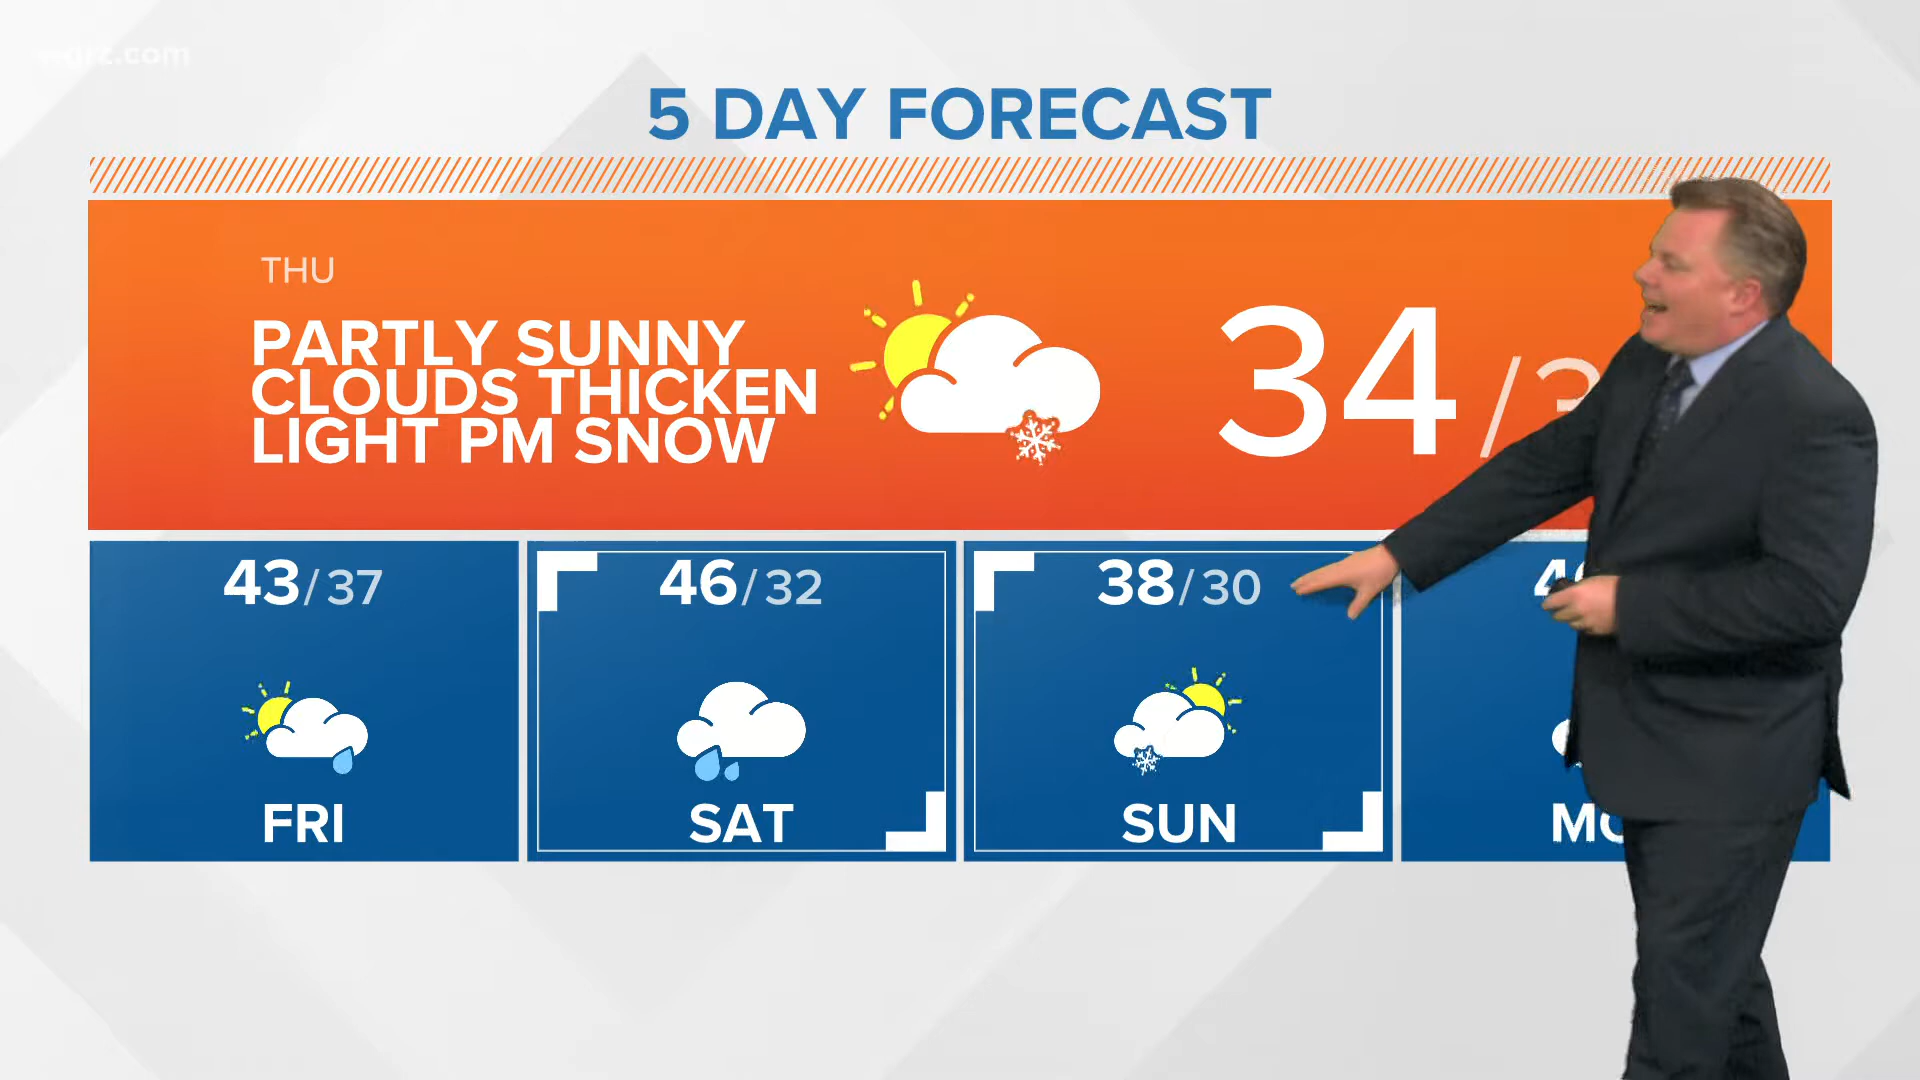 5 DAY FORECAST
THU
PARTLY SUNNY
CLOUDS THICKEN
LIGHT PM SNOW
34/3
43/37
46/32
38/30
FRI
SAT
SUN